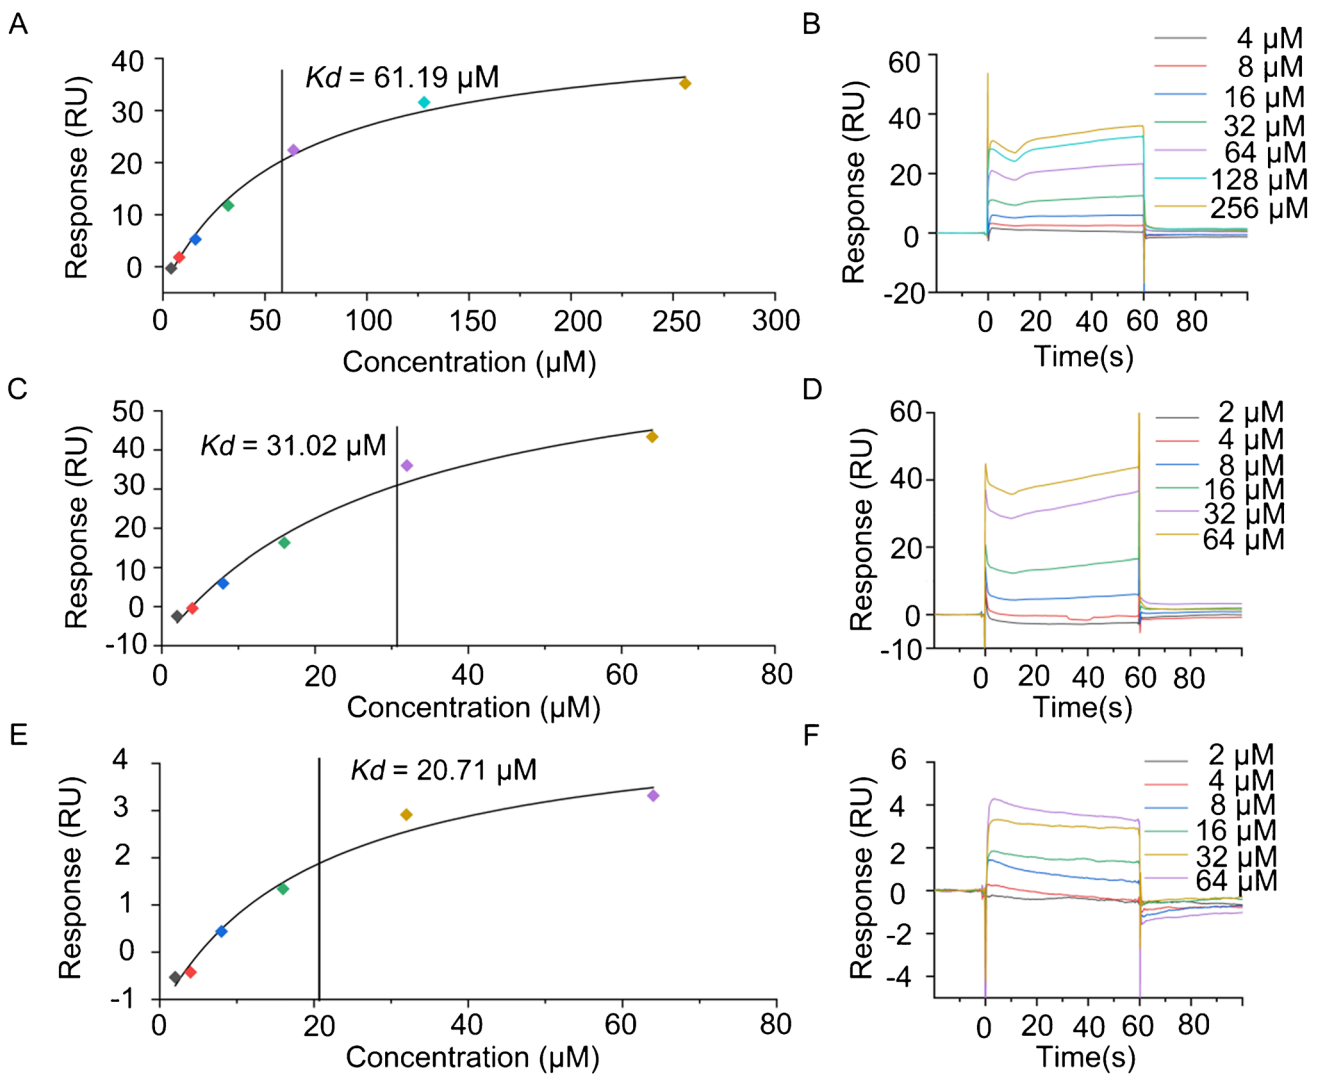 A
Kd = 61.19 µM
Response (RU)
40
30
20
10
0
0 50 100 150 200 250 300
Concentration (µM)
B
4 µM
8 µM
16 µM
32 µM
64 µM
128 µM
256 µM
Response (RU)
60
40
20
0
-20
0 20 40 60 80
Time(s)
C
Kd = 31.02 µM
Response (RU)
50
40
30
20
10
0
-10
0 20 40 60 80
Concentration (µM)
D
2 µM
4 µM
8 µM
16 µM
32 µM
64 µM
Response (RU)
60
40
20
0
-10
0 20 40 60 80
Time(s)
E
Kd = 20.71 µM
Response (RU)
4
3
2
1
0
-1
0 20 40 60 80
Concentration (µM)
F
2 µM
4 µM
8 µM
16 µM
32 µM
64 µM
Response (RU)
6
4
2
0
-2
-4
0 20 40 60 80
Time(s)